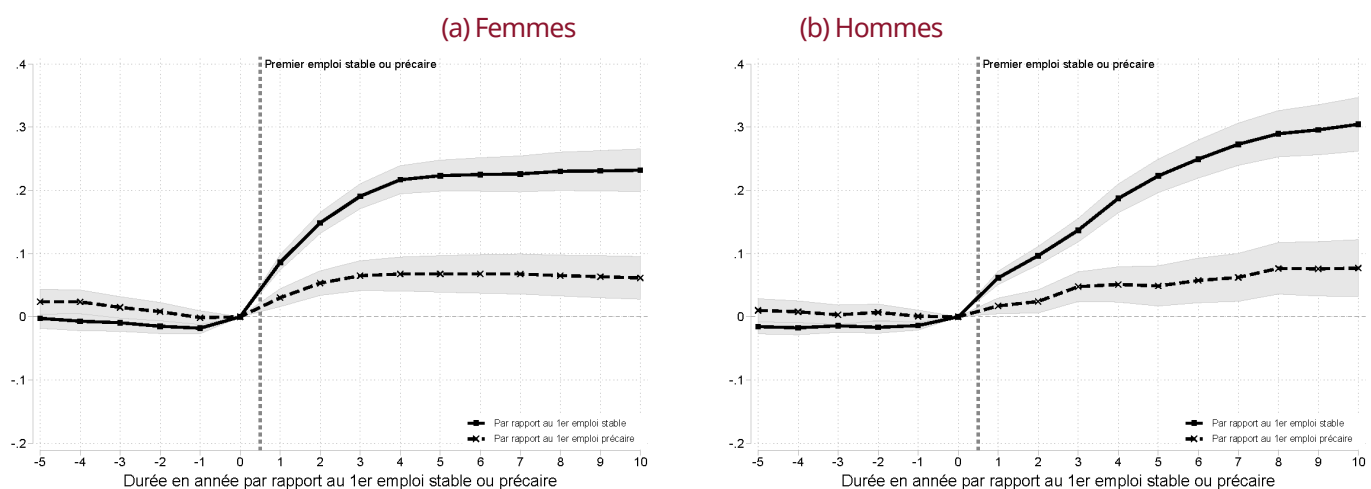 (a) Femmes
Premier emploi stable ou précaire
.4
.3
.2
.1
0
-.1
-.2
Par rapport au 1er emploi stable
Par rapport au 1er emploi précaire
-5 -4 -3 -2 -1 0 1 2 3 4 5 6 7 8 9 10
Durée en année par rapport au 1er emploi stable ou précaire
(b) Hommes
Premier emploi stable ou précaire
.4
.3
.2
.1
0
-.1
-.2
Par rapport au 1er emploi stable
Par rapport au 1er emploi précaire
-5 -4 -3 -2 -1 0 1 2 3 4 5 6 7 8 9 10
Durée en année par rapport au 1er emploi stable ou précaire